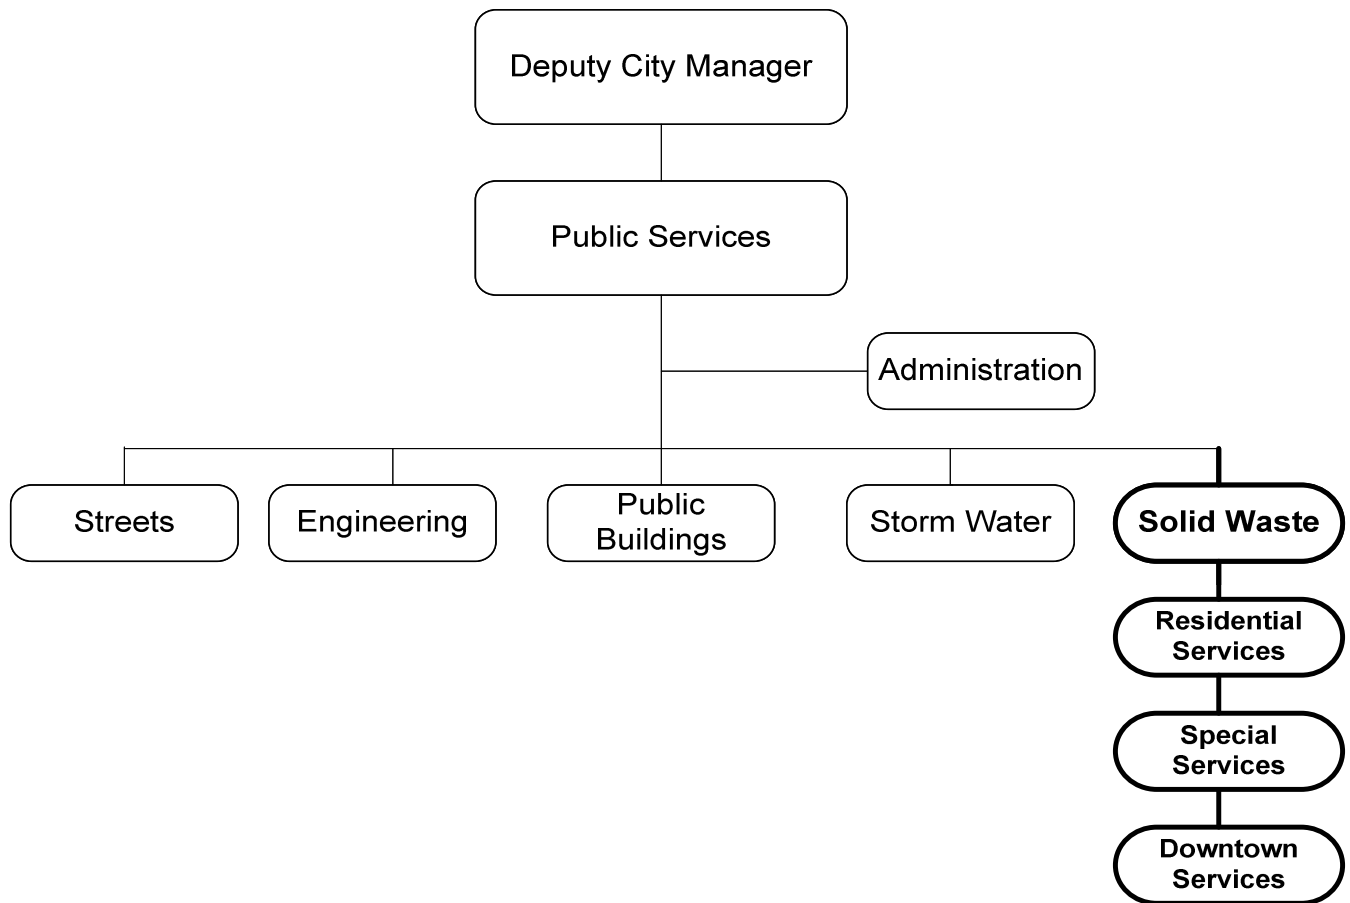 Deputy City Manager
Public Services
Administration
Streets
Engineering
Public
Buildings
Storm Water
Solid Waste
Residential
Services
Special
Services
Downtown
Services